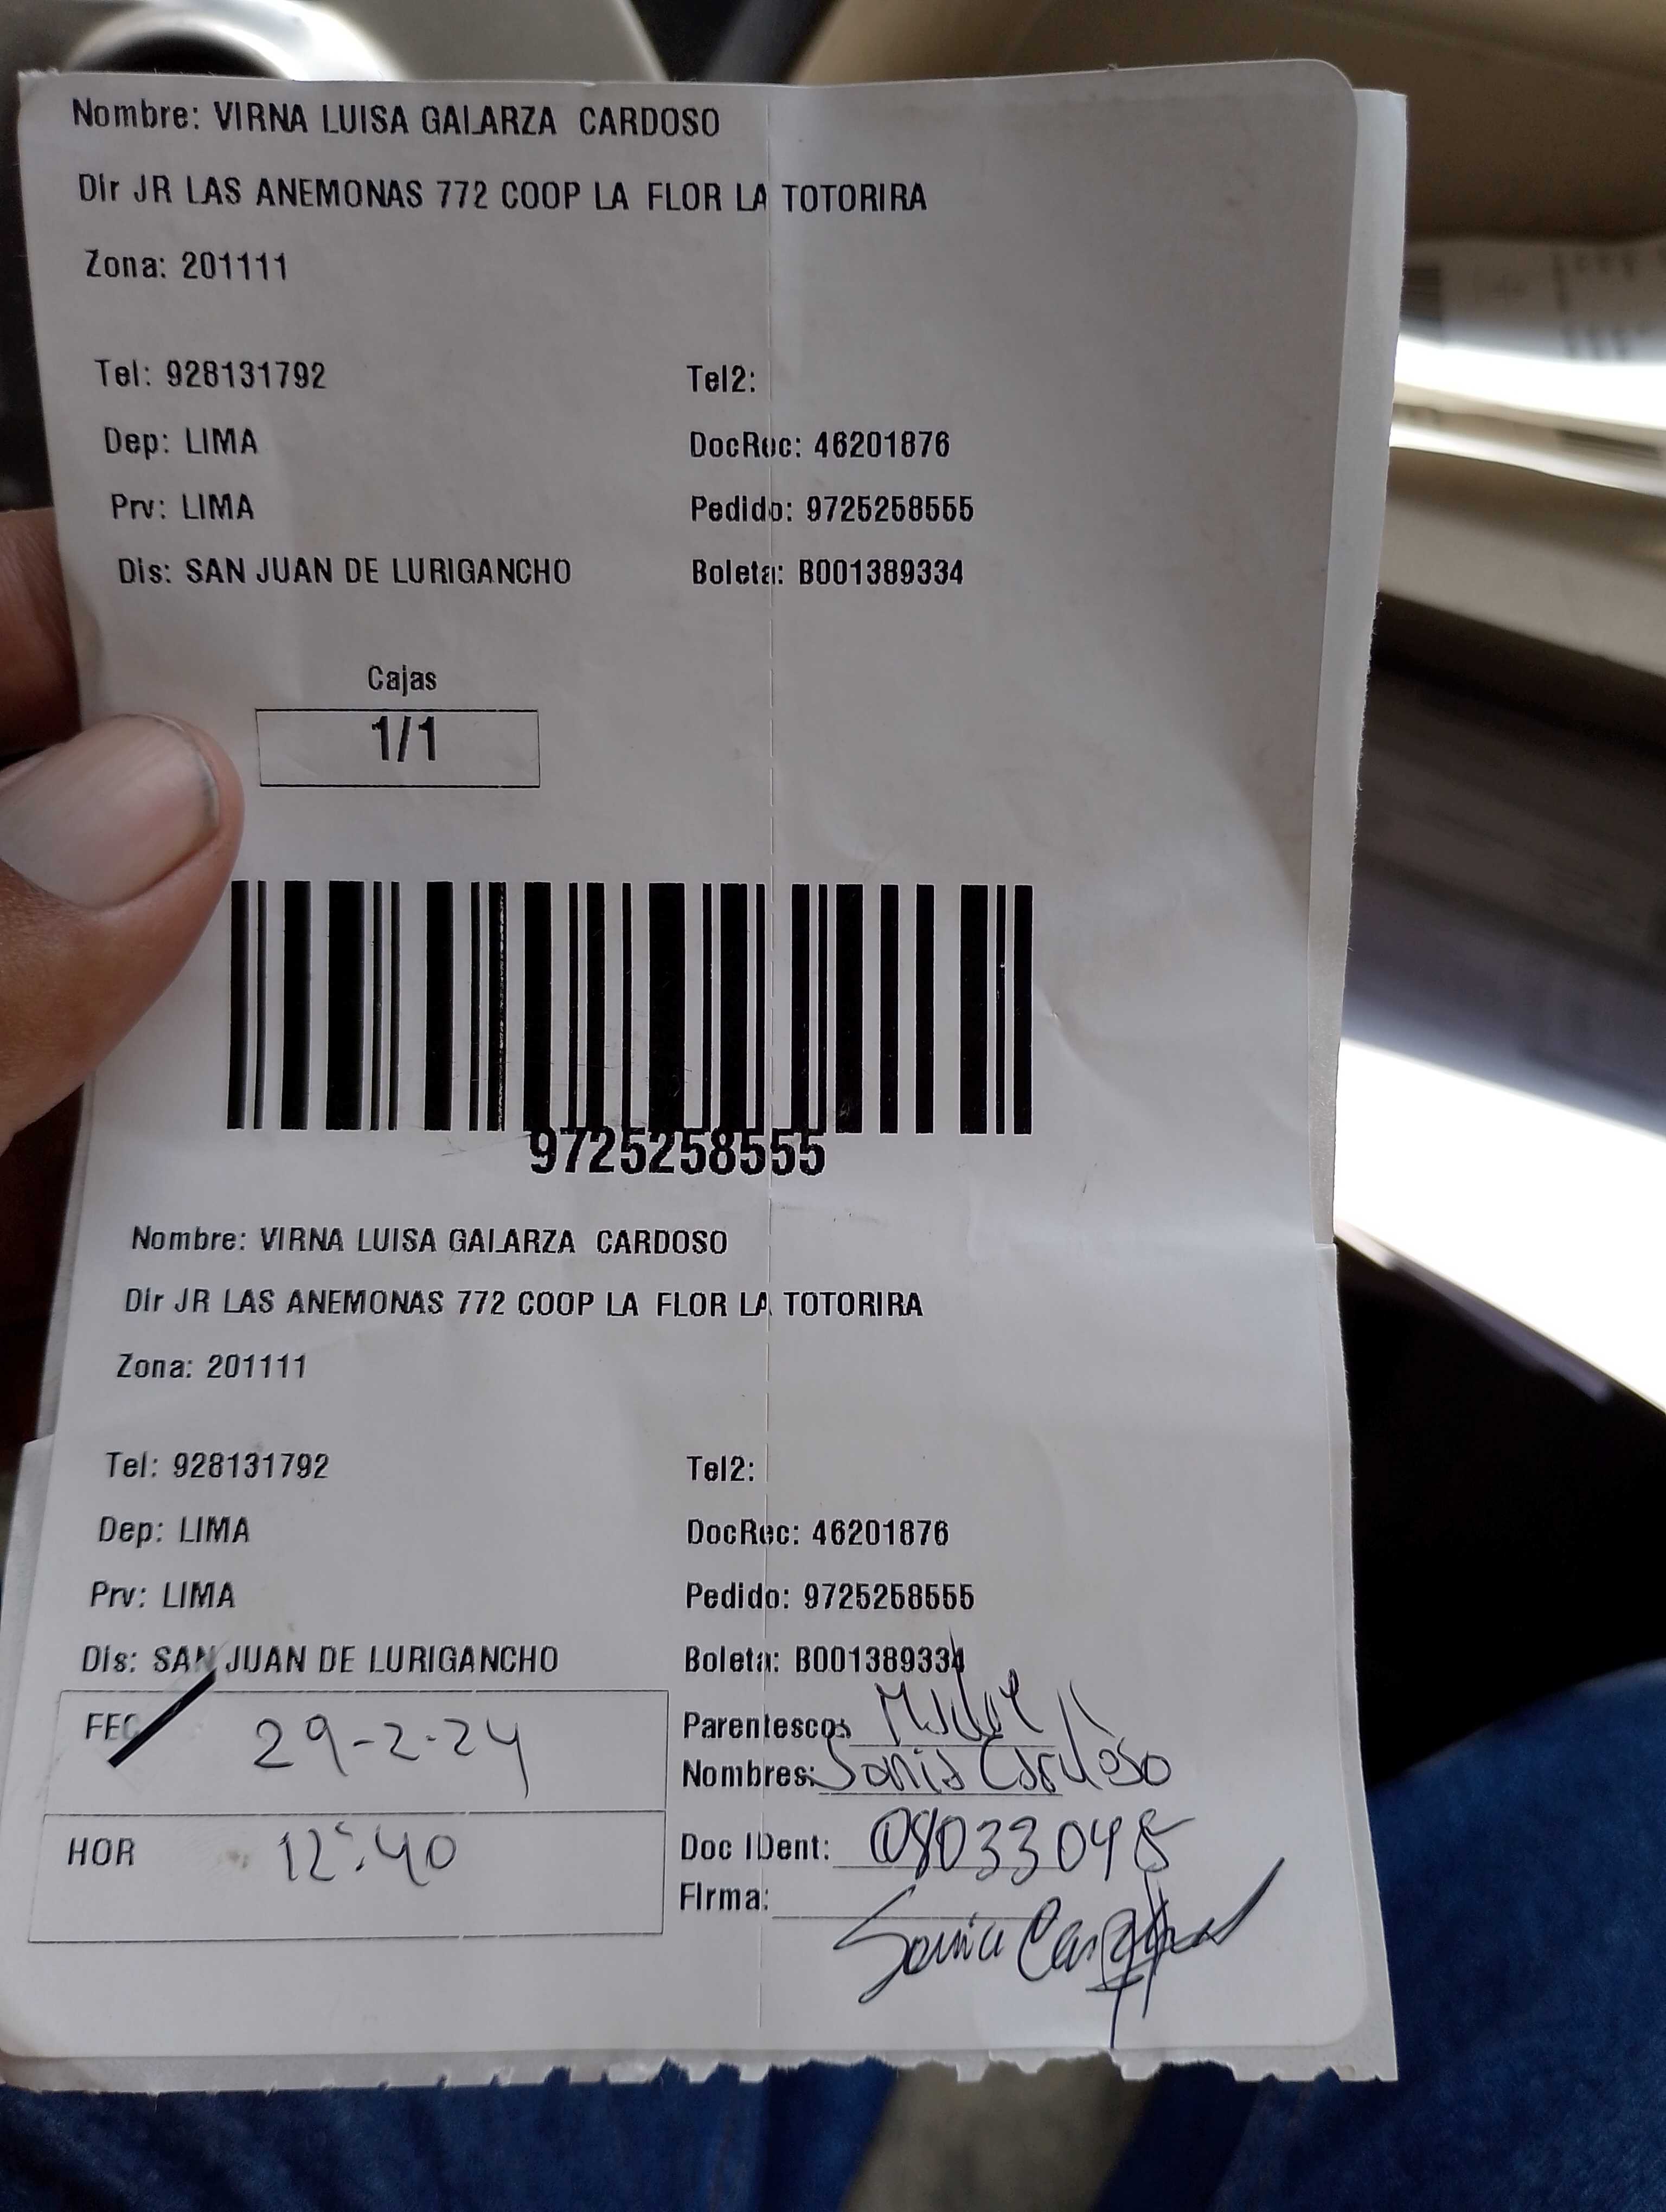 Nombre: VIRNA LUISA GALARZA CARDOSO
Dir JR LAS ANEMONAS 772 COOP LA FLOR LA TOTORIRA
Zona: 201111
Tel: 928131792 Tel2:
Dep: LIMA DocRec: 46201876
Prv: LIMA Pedido: 9725258555
Dis: SAN JUAN DE LURIGANCHO Boleta: B001389334
Cajas
1/1
9725258555
Nombre: VIRNA LUISA GALARZA CARDOSO
Dir JR LAS ANEMONAS 772 COOP LA FLOR LA TOTORIRA
Zona: 201111
Tel: 928131792 Tel2:
Dep: LIMA DocRec: 46201876
Prv: LIMA Pedido: 9725258555
Dis: SAN JUAN DE LURIGANCHO Boleta: B001389334
FEC 29-2-24 Parentescos
Nombres: Sonia Cardoso
HOR 12:40 Doc IDent:
Firma: Sonia